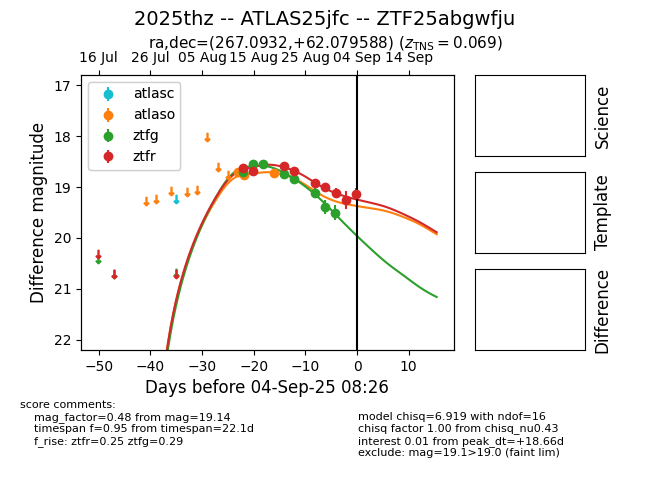 2025thz -- ATLAS25jfc -- ZTF25abgwfju
ra,dec=(267.0932,+62.079588) (zTNS = 0.069)
16 Jul 26 Jul 05 Aug 15 Aug 25 Aug 04 Sep 14 Sep
17
18
19
20
21
22
Difference magnitude
atlasc
atlaso
ztfg
ztfr
−50 −40 −30 −20 −10 0 10
Days before 04-Sep-25 08:26
Science
Template
Difference
score comments:
mag_factor=0.48 from mag=19.14
timespan f=0.95 from timespan=22.1d
f_rise: ztfr=0.25 ztfg=0.29
model chisq=6.919 with ndof=16
chisq factor 1.00 from chisq_nu0.43
interest 0.01 from peak_dt=+18.66d
exclude: mag=19.1>19.0 (faint lim)